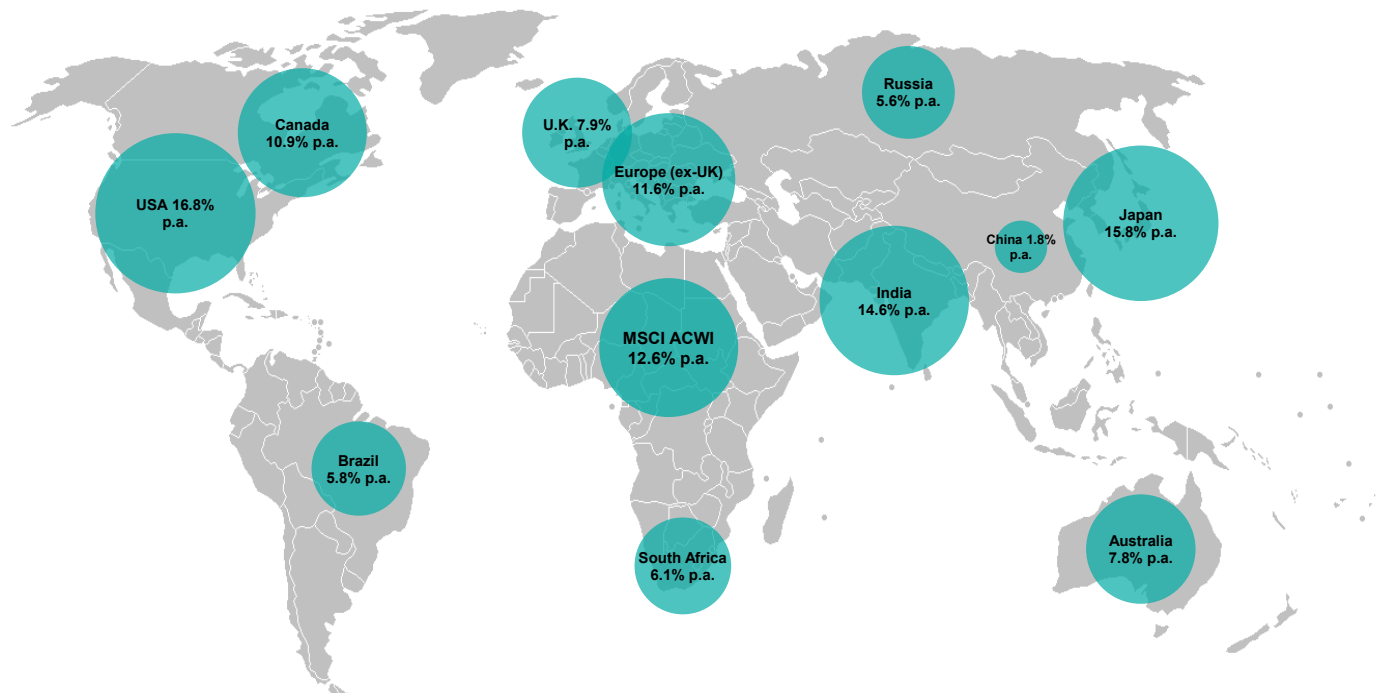 Russia
5.6% p.a.
Canada
10.9% p.a.
U.K. 7.9%
p.a.
Europe (ex-UK)
11.6% p.a.
USA 16.8%
p.a.
Japan
15.8% p.a.
China 1.8%
p.a.
India
14.6% p.a.
MSCI ACWI
12.6% p.a.
Brazil
5.8% p.a.
South Africa
6.1% p.a.
Australia
7.8% p.a.